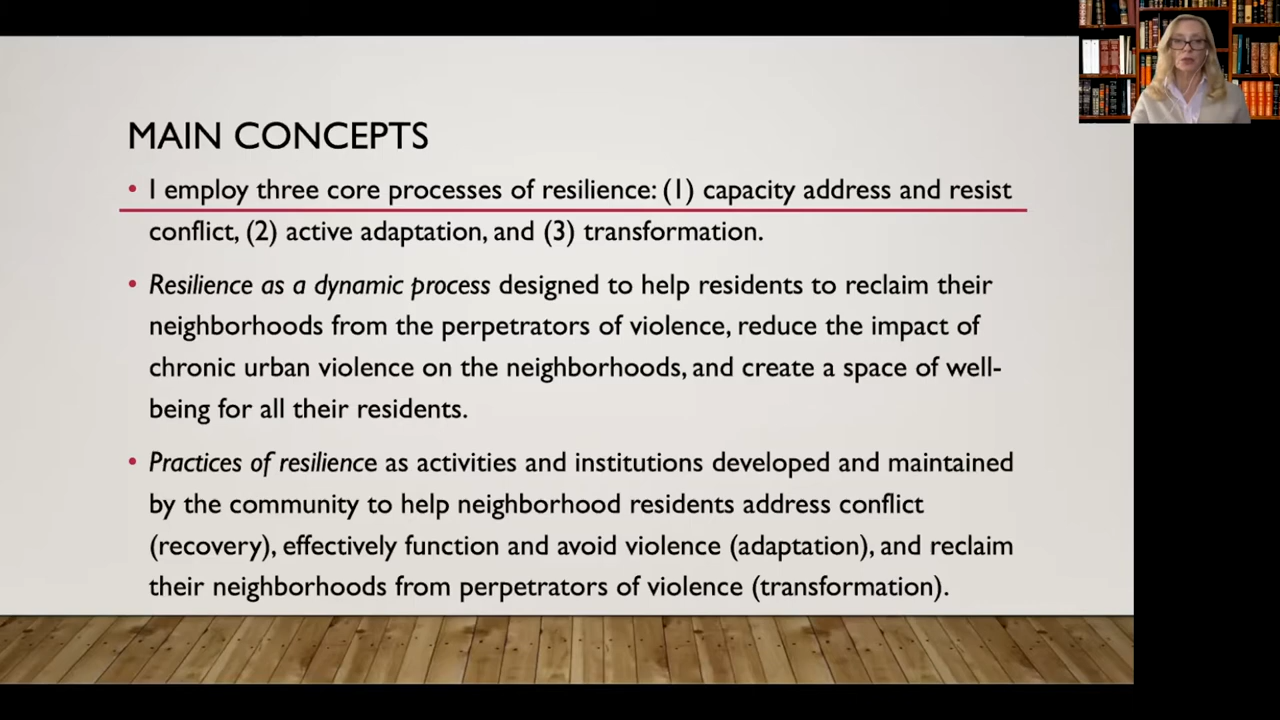 MAIN CONCEPTS
• I employ three core processes of resilience: (1) capacity address and resist
conflict, (2) active adaptation, and (3) transformation.
• Resilience as a dynamic process designed to help residents to reclaim their
neighborhoods from the perpetrators of violence, reduce the impact of
chronic urban violence on the neighborhoods, and create a space of well-
being for all their residents.
• Practices of resilience as activities and institutions developed and maintained
by the community to help neighborhood residents address conflict
(recovery), effectively function and avoid violence (adaptation), and reclaim
their neighborhoods from perpetrators of violence (transformation).